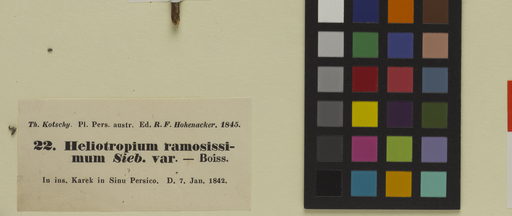 Th. Kotschy. Pl. Pers. austr. Ed. R. F. Hohenacker. 1845.
22. Heliotropium ramosissi-
mum Sieb. var. — Boiss.
In ins. Karek in Sinu Persico. D. 7. Jan. 1842.